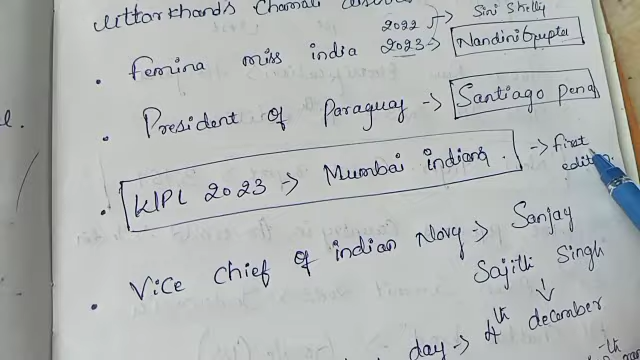 Uttarkhands Chamoli
2022 → Sini Shetty
• Femina miss india 2023 → Nandini Gupta
• President of Paraguay → Santiago Pena
• KIPL 2023 → Mumbai indians. → first
edition.
• Vice chief of indian Navy → Sanjay
Sajith Singh
↓
day → 4th december